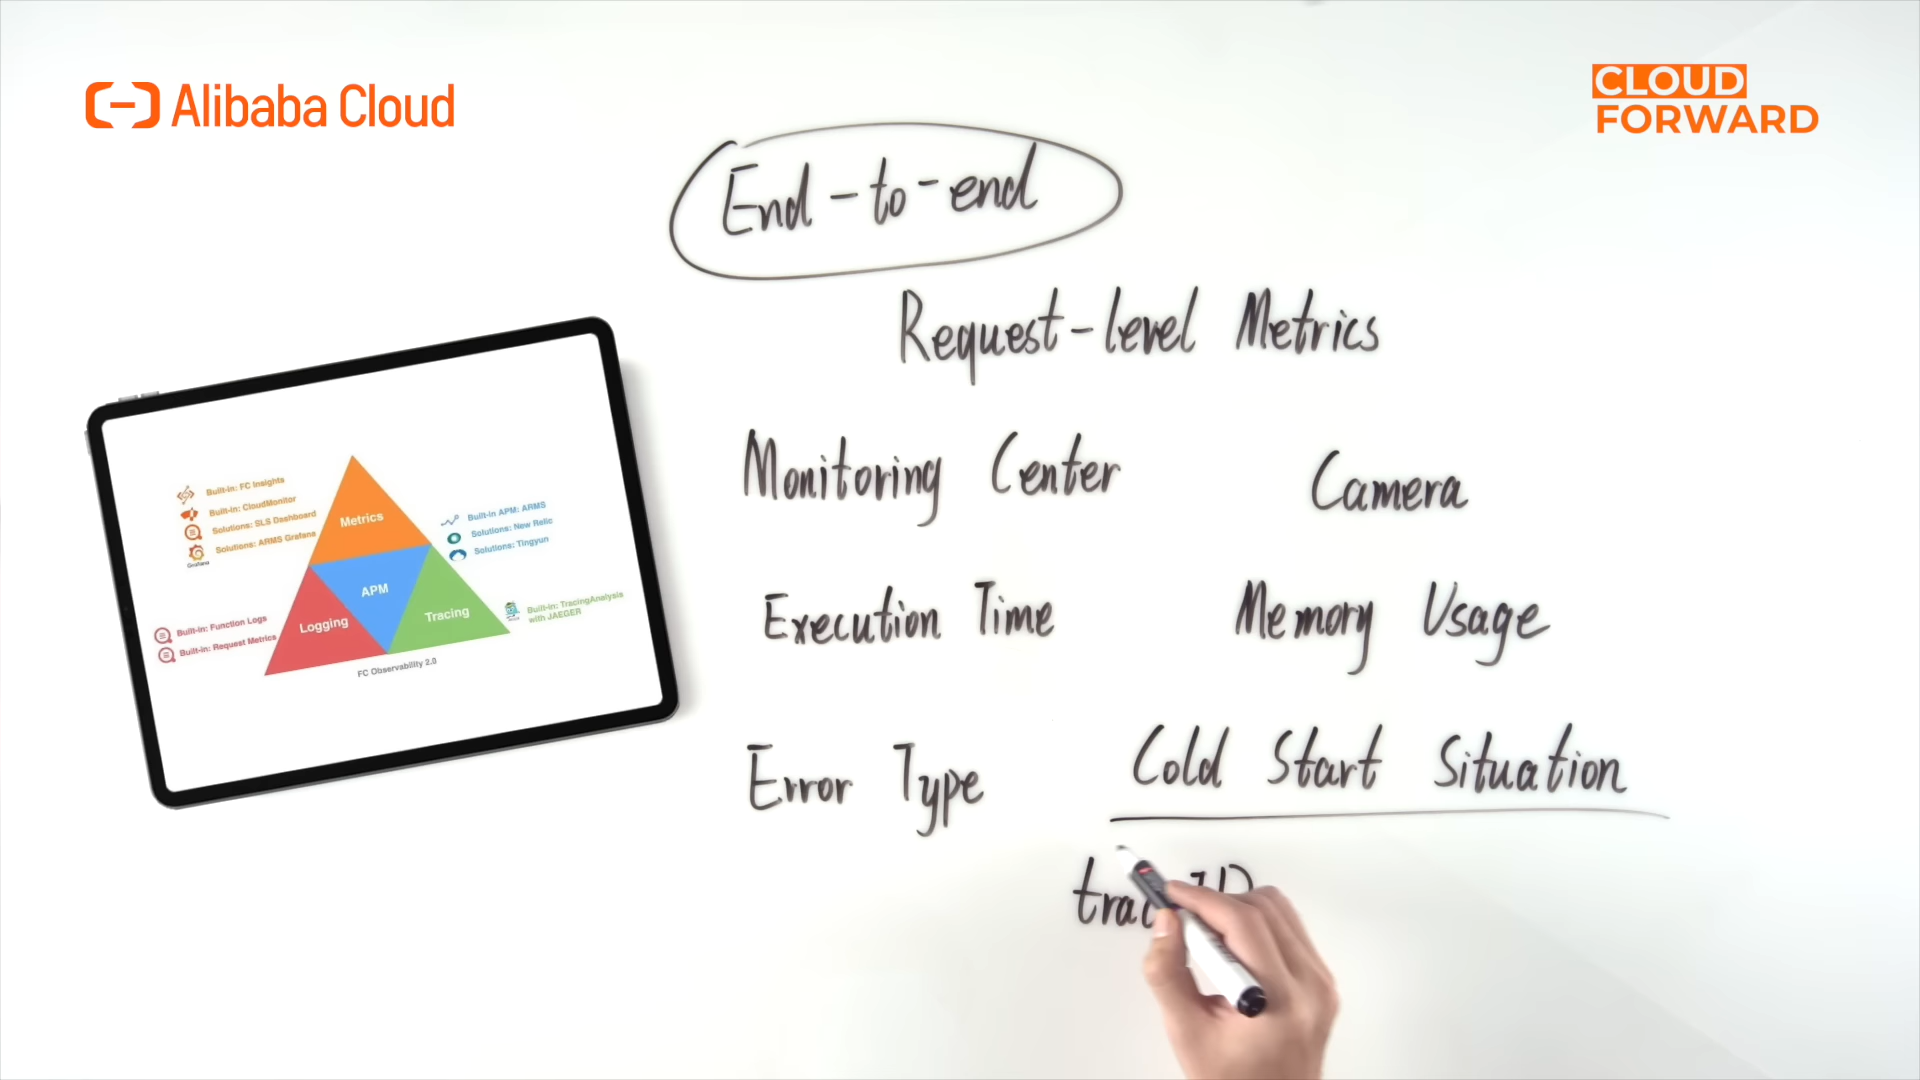 Alibaba Cloud
CLOUD
FORWARD
End-to-end
Request-level Metrics
Monitoring Center
Camera
Execution Time
Memory Usage
Error Type
Cold Start Situation
Built-in: FC Insights
Built-in: CloudMonitor
Solutions: SLS Dashboard
Solutions: ARMS Grafana
Grafana
Metrics
Built-in APM: ARMS
Solutions: New Relic
Solutions: Tingyun
APM
Logging
Tracing
Built-in: Function Logs
Built-in: Request Metrics
Built-in: TracingAnalysis
with JAEGER
FC Observability 2.0